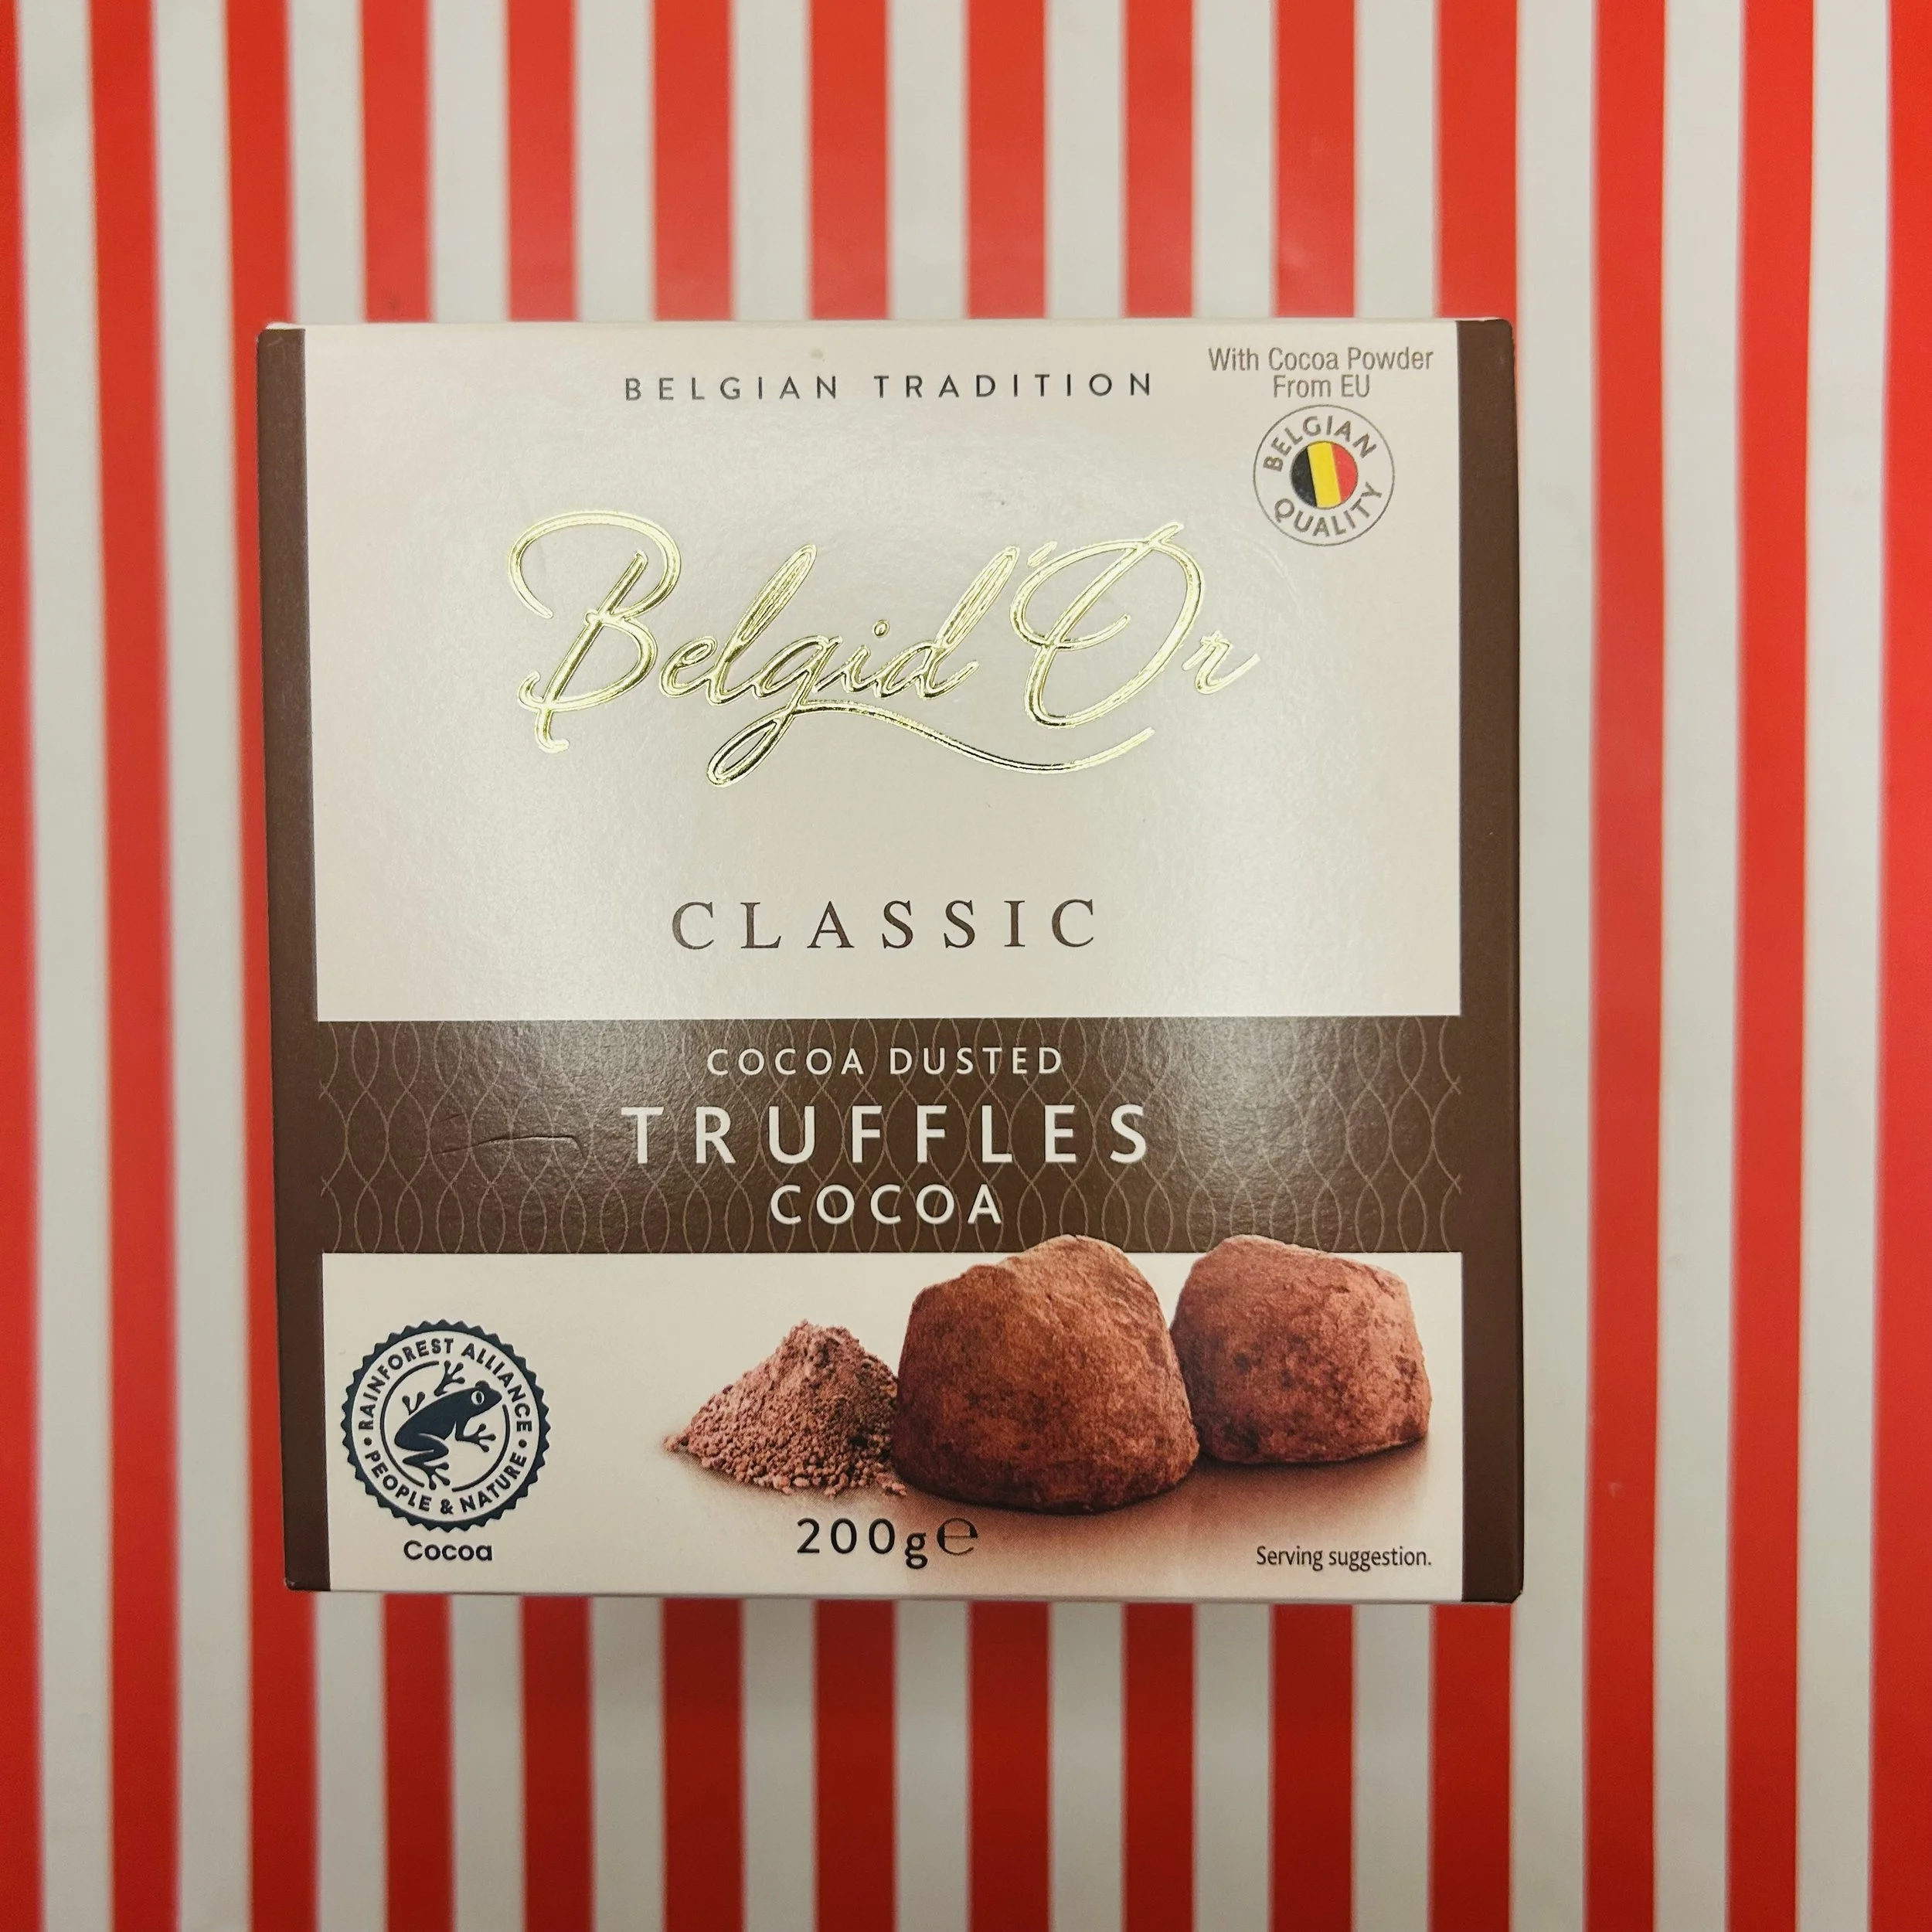 BELGIAN TRADITION
With Cocoa Powder
From EU
BELGIAN
QUALITY
Belgid'Or
CLASSIC
COCOA DUSTED
TRUFFLES
COCOA
RAINFOREST ALLIANCE
PEOPLE & NATURE
Cocoa
200g℮
Serving suggestion.